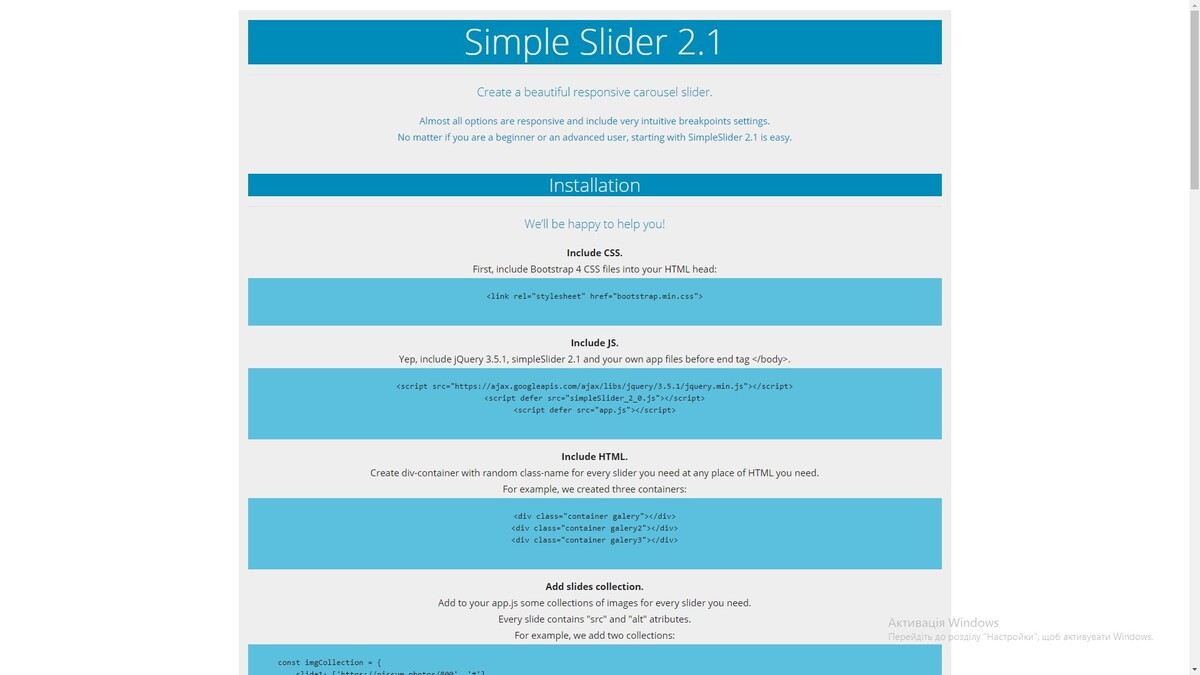 Simple Slider 2.1
Create a beautiful responsive carousel slider.
Almost all options are responsive and include very intuitive breakpoints settings.
No matter if you are a beginner or an advanced user, starting with SimpleSlider 2.1 is easy.
Installation
We'll be happy to help you!
Include CSS.
First, include Bootstrap 4 CSS files into your HTML head:
<link rel="stylesheet" href="bootstrap.min.css">
Include JS.
Yep, include jQuery 3.5.1, simpleSlider 2.1 and your own app files before end tag </body>.
<script src="https://ajax.googleapis.com/ajax/libs/jquery/3.5.1/jquery.min.js"></script>
<script defer src="simpleSlider_2_0.js"></script>
<script defer src="app.js"></script>
Include HTML.
Create div-container with random class-name for every slider you need at any place of HTML you need.
For example, we created three containers:
<div class="container galery"></div>
<div class="container galery2"></div>
<div class="container galery3"></div>
Add slides collection.
Add to your app.js some collections of images for every slider you need.
Every slide contains "src" and "alt" atributes.
For example, we add two collections:
const imgCollection = {
slide1: ['https://picsum.photos/800', '#']
Активація Windows
Перейдіть до розділу "Настройки", щоб активувати Windows.